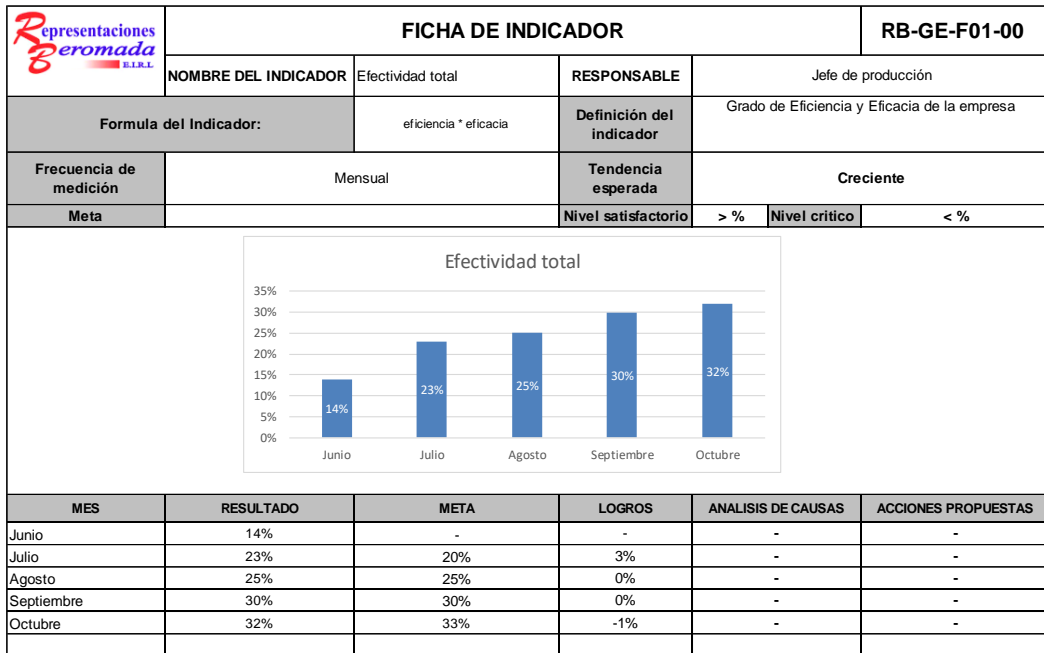 Representaciones
Beromada
E.I.R.L
FICHA DE INDICADOR
RB-GE-F01-00
NOMBRE DEL INDICADOR Efectividad total RESPONSABLE Jefe de producción
Formula del Indicador: eficiencia * eficacia Definición del indicador Grado de Eficiencia y Eficacia de la empresa
Frecuencia de medición Mensual Tendencia esperada Creciente
Meta Nivel satisfactorio > % Nivel critico < %
Efectividad total
35%
30%
25%
20%
15%
10%
5%
0%
14% 23% 25% 30% 32%
Junio Julio Agosto Septiembre Octubre
MES RESULTADO META LOGROS ANALISIS DE CAUSAS ACCIONES PROPUESTAS
Junio 14% - - - -
Julio 23% 20% 3% - -
Agosto 25% 25% 0% - -
Septiembre 30% 30% 0% - -
Octubre 32% 33% -1% - -